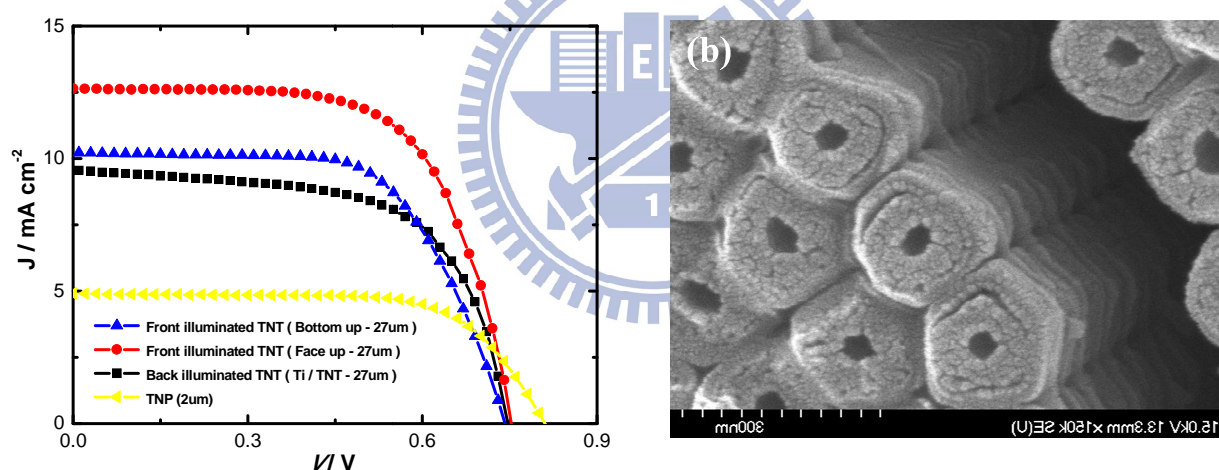 15
10
5
0
0.0 0.3 0.6 0.9
J / mA cm⁻²
V/ V
Front illuminated TNT ( Bottom up - 27um )
Front illuminated TNT ( Face up - 27um )
Back illuminated TNT ( Ti / TNT - 27um )
TNP (2um)
E
1
(b)
15.0kV 13.3mm x150k SE(U)
300nm